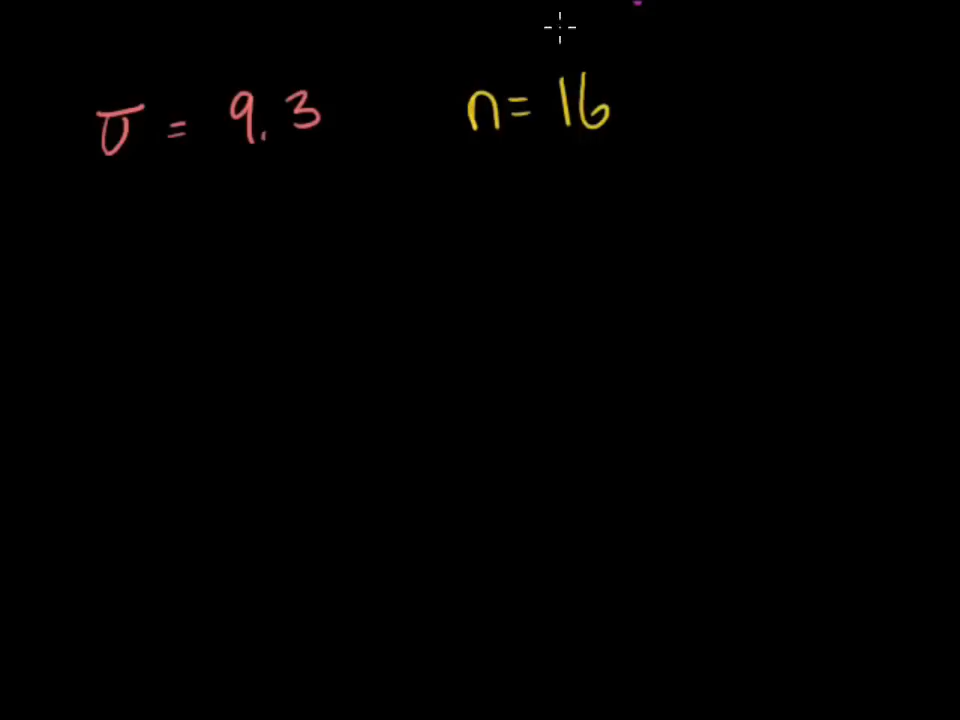 σ = 9.3 n = 16